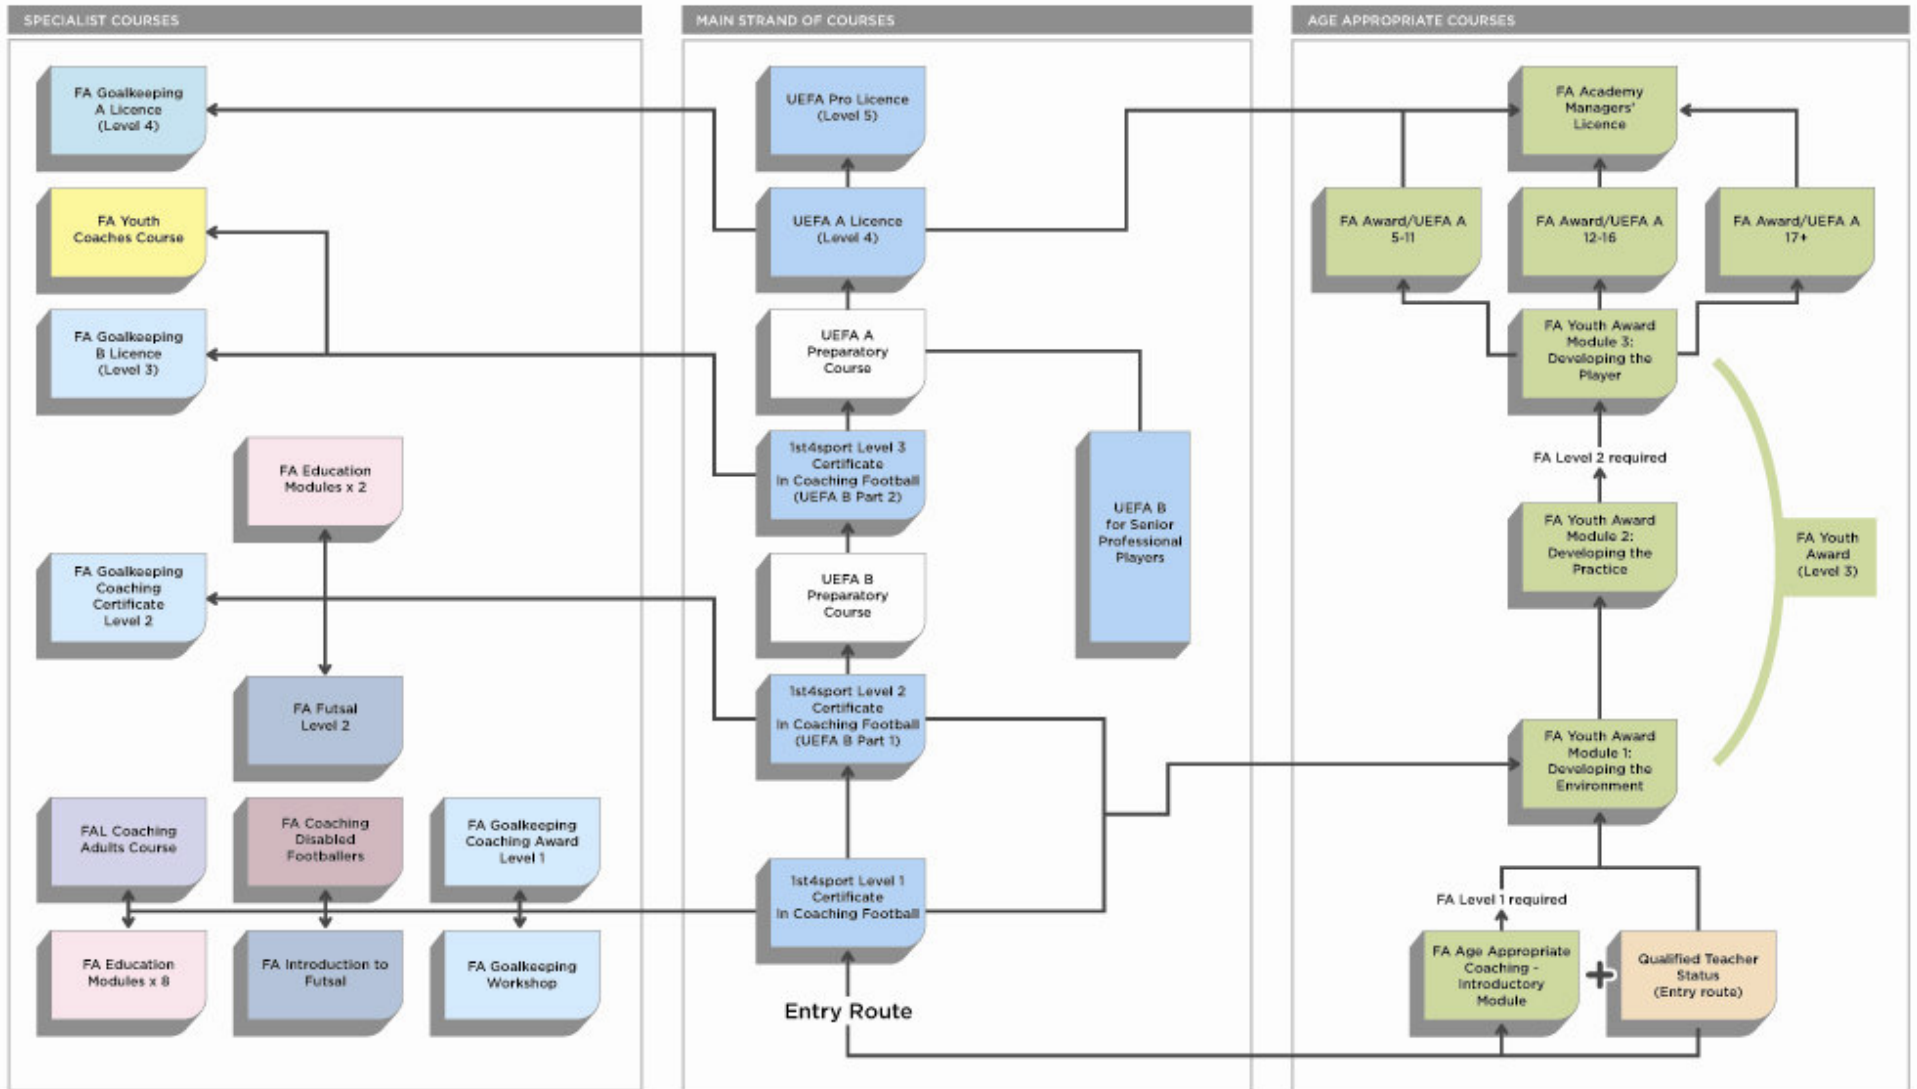 SPECIALIST COURSES
FA Goalkeeping
A Licence
(Level 4)
FA Youth
Coaches Course
FA Goalkeeping
B Licence
(Level 3)
FA Education
Modules x 2
FA Goalkeeping
Coaching
Certificate
Level 2
FA Futsal
Level 2
FAL Coaching
Adults Course
FA Coaching
Disabled
Footballers
FA Goalkeeping
Coaching Award
Level 1
FA Education
Modules x 8
FA Introduction to
Futsal
FA Goalkeeping
Workshop
MAIN STRAND OF COURSES
UEFA Pro Licence
(Level 5)
UEFA A Licence
(Level 4)
UEFA A
Preparatory
Course
1st4sport Level 3
Certificate
In Coaching Football
(UEFA B Part 2)
UEFA B
for Senior
Professional
Players
UEFA B
Preparatory
Course
1st4sport Level 2
Certificate
In Coaching Football
(UEFA B Part 1)
1st4sport Level 1
Certificate
In Coaching Football
Entry Route
AGE APPROPRIATE COURSES
FA Academy
Managers'
Licence
FA Award/UEFA A
5-11
FA Award/UEFA A
12-16
FA Award/UEFA A
17+
FA Youth Award
Module 3:
Developing the
Player
FA Level 2 required
FA Youth Award
Module 2:
Developing the
Practice
FA Youth
Award
(Level 3)
FA Youth Award
Module 1:
Developing the
Environment
FA Level 1 required
FA Age Appropriate
Coaching -
Introductory
Module
+
Qualified Teacher
Status
(Entry route)